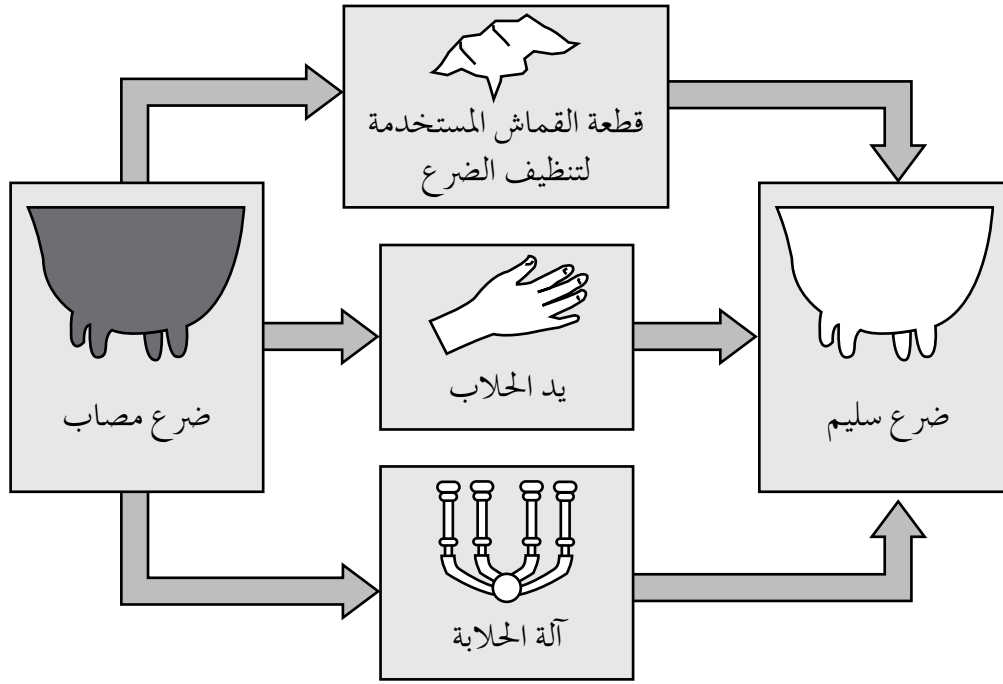 قطعة القماش المستخدمة
لتنظيف الضرع
ضرع مصاب
يد الحلاب
ضرع سليم
آلة الحلابة